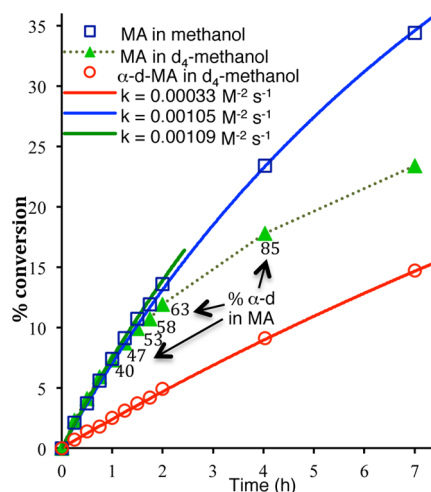 35
30
25
20
15
10
5
0
% conversion
MA in methanol
MA in d₄-methanol
α-d-MA in d₄-methanol
k = 0.00033 M⁻² s⁻¹
k = 0.00105 M⁻² s⁻¹
k = 0.00109 M⁻² s⁻¹
85
63
58
53
47
40
% α-d
in MA
0 1 2 3 4 5 6 7
Time (h)